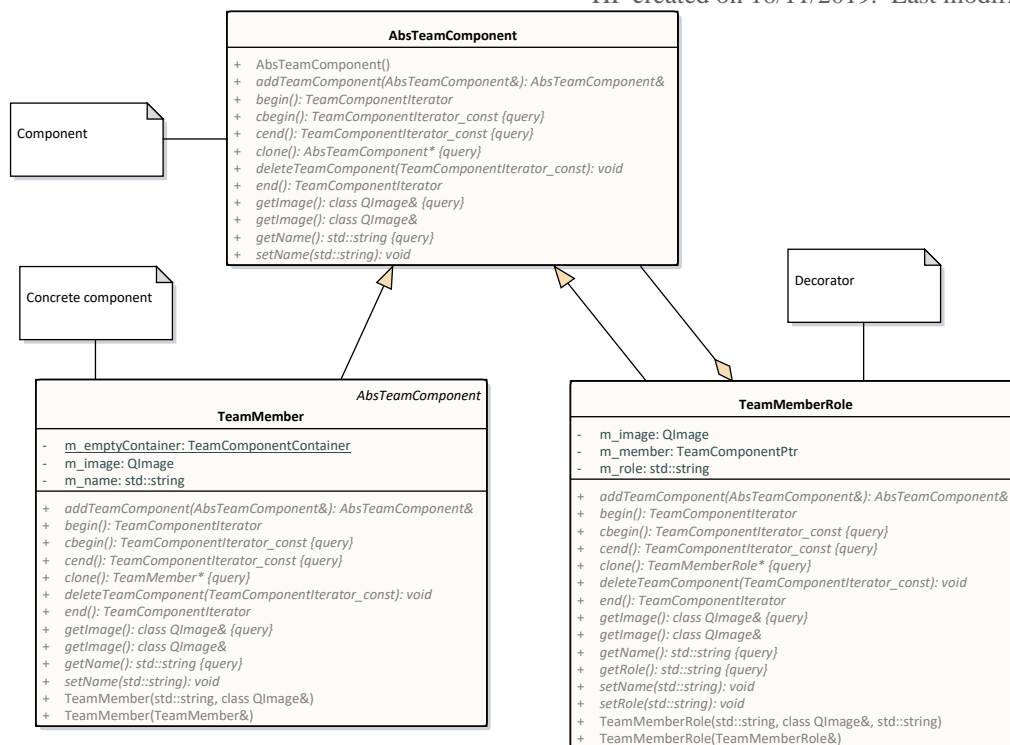 created on 16/11/2019. Last modifi
AbsTeamComponent
+ AbsTeamComponent()
+ addTeamComponent(AbsTeamComponent&): AbsTeamComponent&
+ begin(): TeamComponentIterator
+ cbegin(): TeamComponentIterator_const {query}
+ cend(): TeamComponentIterator_const {query}
+ clone(): AbsTeamComponent* {query}
+ deleteTeamComponent(TeamComponentIterator_const): void
+ end(): TeamComponentIterator
+ getImage(): class QImage& {query}
+ getImage(): class QImage&
+ getName(): std::string {query}
+ setName(std::string): void
Component
Concrete component
Decorator
AbsTeamComponent
TeamMember
- m_emptyContainer: TeamComponentContainer
- m_image: QImage
- m_name: std::string
+ addTeamComponent(AbsTeamComponent&): AbsTeamComponent&
+ begin(): TeamComponentIterator
+ cbegin(): TeamComponentIterator_const {query}
+ cend(): TeamComponentIterator_const {query}
+ clone(): TeamMember* {query}
+ deleteTeamComponent(TeamComponentIterator_const): void
+ end(): TeamComponentIterator
+ getImage(): class QImage& {query}
+ getImage(): class QImage&
+ getName(): std::string {query}
+ setName(std::string): void
+ TeamMember(std::string, class QImage&)
+ TeamMember(TeamMember&)
TeamMemberRole
- m_image: QImage
- m_member: TeamComponentPtr
- m_role: std::string
+ addTeamComponent(AbsTeamComponent&): AbsTeamComponent&
+ begin(): TeamComponentIterator
+ cbegin(): TeamComponentIterator_const {query}
+ cend(): TeamComponentIterator_const {query}
+ clone(): TeamMemberRole* {query}
+ deleteTeamComponent(TeamComponentIterator_const): void
+ end(): TeamComponentIterator
+ getImage(): class QImage& {query}
+ getImage(): class QImage&
+ getName(): std::string {query}
+ getRole(): std::string {query}
+ setName(std::string): void
+ setRole(std::string): void
+ TeamMemberRole(std::string, class QImage&, std::string)
+ TeamMemberRole(TeamMemberRole&)